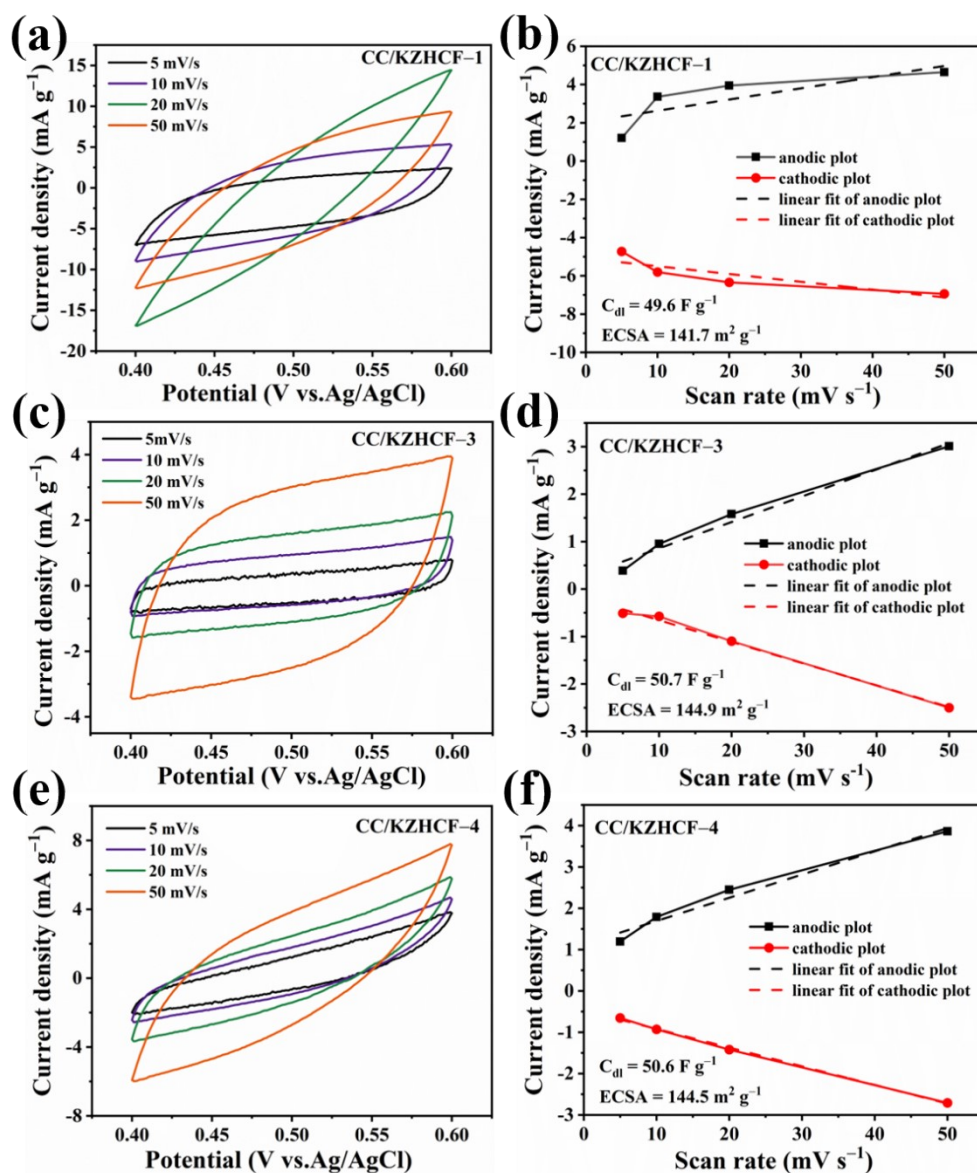 (a)
CC/KZHCF–1
5 mV/s
10 mV/s
20 mV/s
50 mV/s
Current density (mA g⁻¹)
15
10
5
0
-5
-10
-15
-20
0.40 0.45 0.50 0.55 0.60
Potential (V vs.Ag/AgCl)
(b)
CC/KZHCF–1
anodic plot
cathodic plot
linear fit of anodic plot
linear fit of cathodic plot
C_dl = 49.6 F g⁻¹
ECSA = 141.7 m² g⁻¹
Current density (mA g⁻¹)
6
4
2
0
-2
-4
-6
-8
-10
0 10 20 30 40 50
Scan rate (mV s⁻¹)
(c)
CC/KZHCF–3
5mV/s
10 mV/s
20 mV/s
50 mV/s
Current density (mA g⁻¹)
4
2
0
-2
-4
0.40 0.45 0.50 0.55 0.60
Potential (V vs.Ag/AgCl)
(d)
CC/KZHCF–3
anodic plot
cathodic plot
linear fit of anodic plot
linear fit of cathodic plot
C_dl = 50.7 F g⁻¹
ECSA = 144.9 m² g⁻¹
Current density (mA g⁻¹)
3
2
1
0
-1
-2
-3
0 10 20 30 40 50
Scan rate (mV s⁻¹)
(e)
CC/KZHCF–4
5 mV/s
10 mV/s
20 mV/s
50 mV/s
Current density (mA g⁻¹)
8
4
0
-4
-8
0.40 0.45 0.50 0.55 0.60
Potential (V vs.Ag/AgCl)
(f)
CC/KZHCF–4
anodic plot
cathodic plot
linear fit of anodic plot
linear fit of cathodic plot
C_dl = 50.6 F g⁻¹
ECSA = 144.5 m² g⁻¹
Current density (mA g⁻¹)
5
4
3
2
1
0
-1
-2
-3
0 10 20 30 40 50
Scan rate (mV s⁻¹)